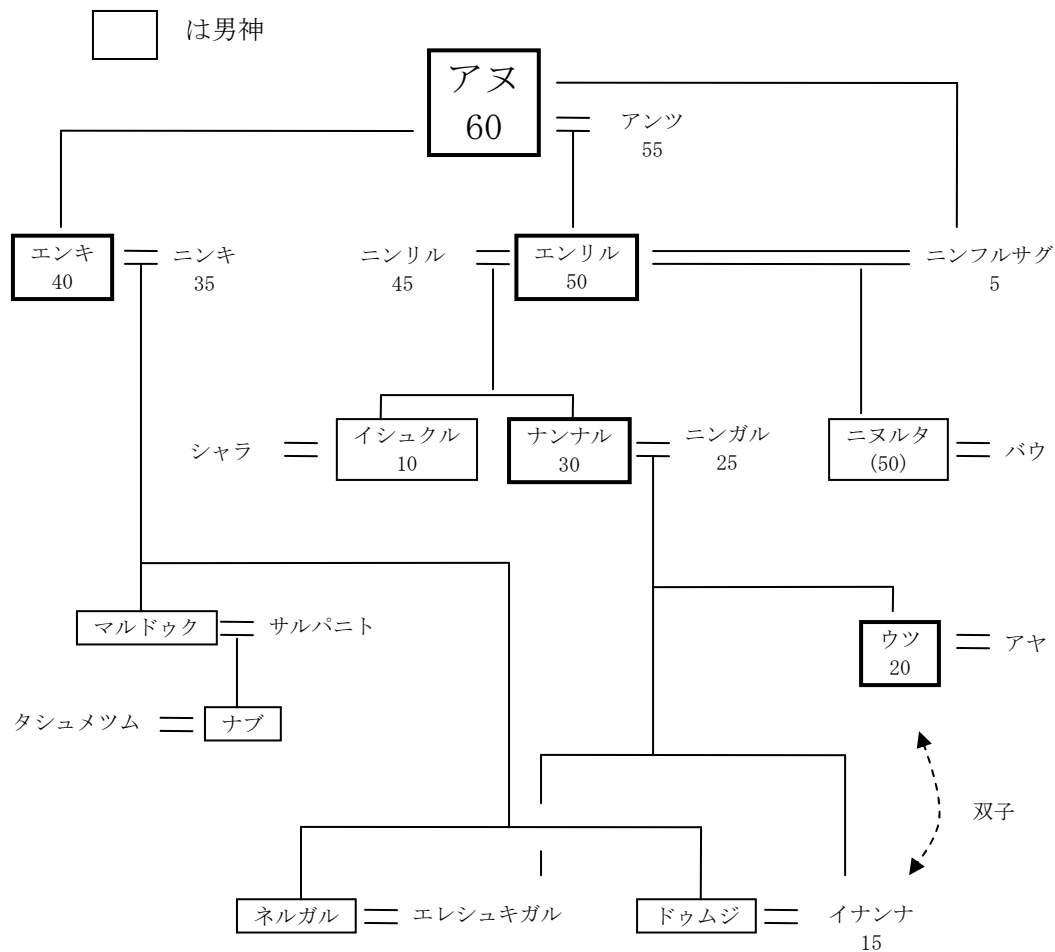 は男神
アヌ
60
アンツ
55
エンキ
40
ニンキ
35
ニンリル
45
エンリル
50
ニンフルサグ
5
シャラ
イシュクル
10
ナンナル
30
ニンガル
25
ニヌルタ
(50)
バウ
マルドゥク
サルパニト
ウツ
20
アヤ
タシュメツム
ナブ
双子
ネルガル
エレシュキガル
ドゥムジ
イナンナ
15